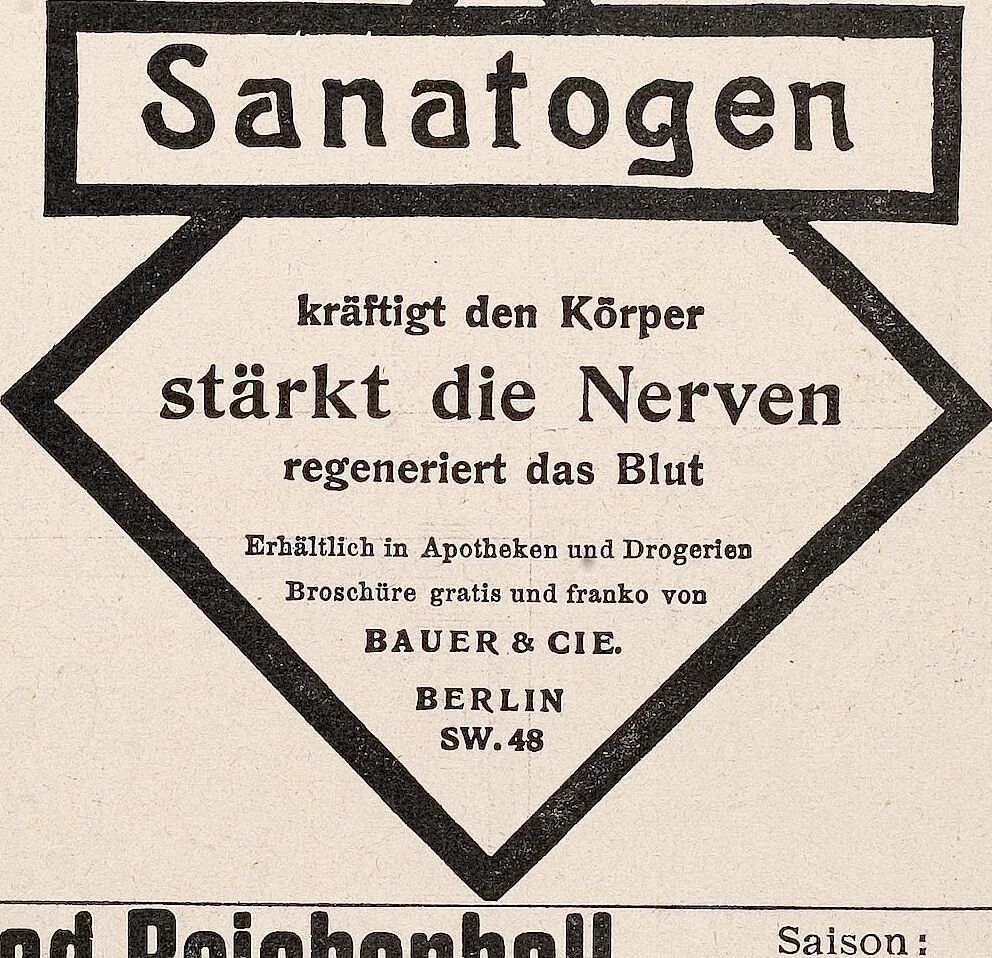 Sanatogen
kräftigt den Körper
stärkt die Nerven
regeneriert das Blut
Erhältlich in Apotheken und Drogerien
Broschüre gratis und franko von
BAUER & CIE.
BERLIN
SW. 48
Reichenhall
Saison: